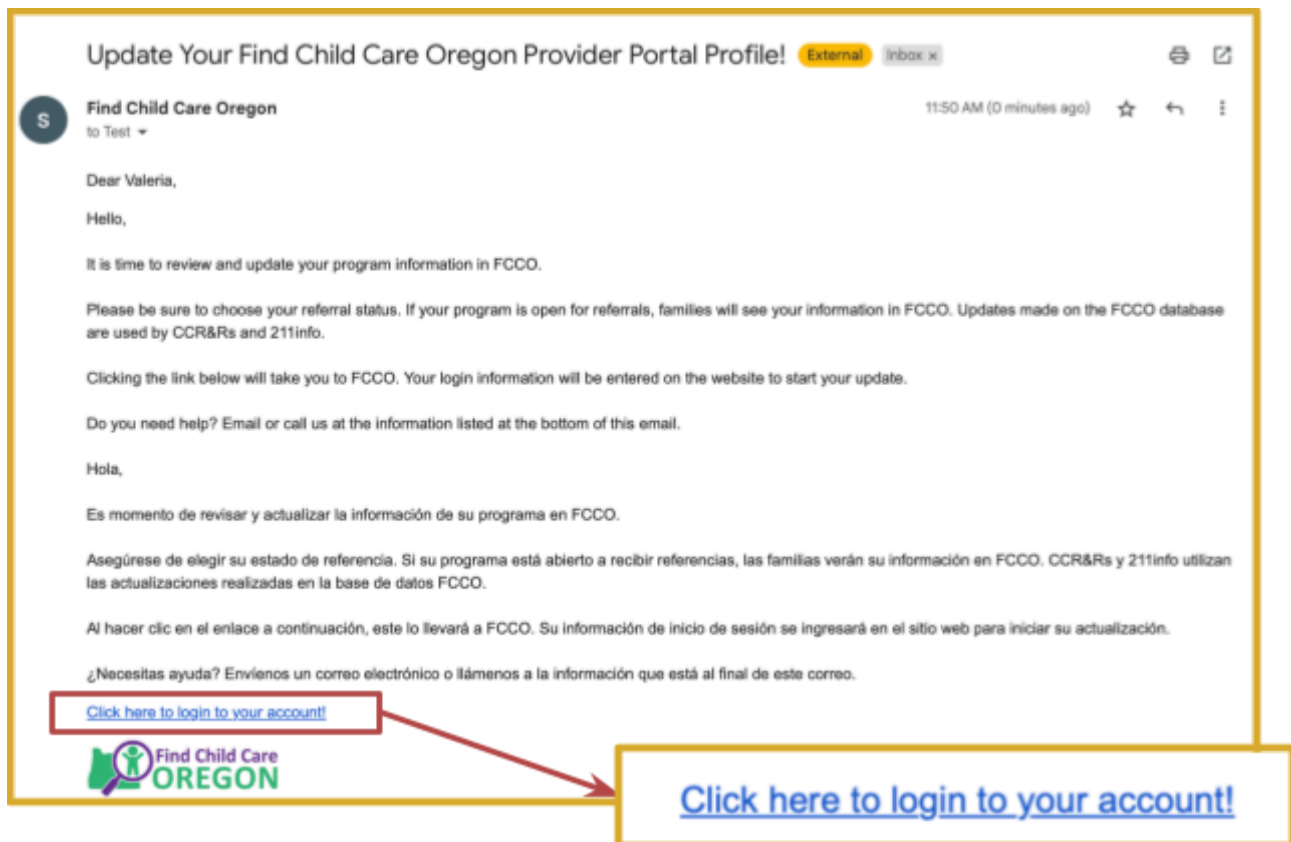 Update Your Find Child Care Oregon Provider Portal Profile! External Inbox x
S
Find Child Care Oregon 11:50 AM (0 minutes ago)
to Test
Dear Valeria,
Hello,
It is time to review and update your program information in FCCO.
Please be sure to choose your referral status. If your program is open for referrals, families will see your information in FCCO. Updates made on the FCCO database
are used by CCR&Rs and 211info.
Clicking the link below will take you to FCCO. Your login information will be entered on the website to start your update.
Do you need help? Email or call us at the information listed at the bottom of this email.
Hola,
Es momento de revisar y actualizar la información de su programa en FCCO.
Asegúrese de elegir su estado de referencia. Si su programa está abierto a recibir referencias, las familias verán su información en FCCO. CCR&Rs y 211info utilizan
las actualizaciones realizadas en la base de datos FCCO.
Al hacer clic en el enlace a continuación, este lo llevará a FCCO. Su información de inicio de sesión se ingresará en el sitio web para iniciar su actualización.
¿Necesitas ayuda? Envíenos un correo electrónico o llámenos a la información que está al final de este correo.
Click here to login to your account!
Find Child Care
OREGON
Click here to login to your account!